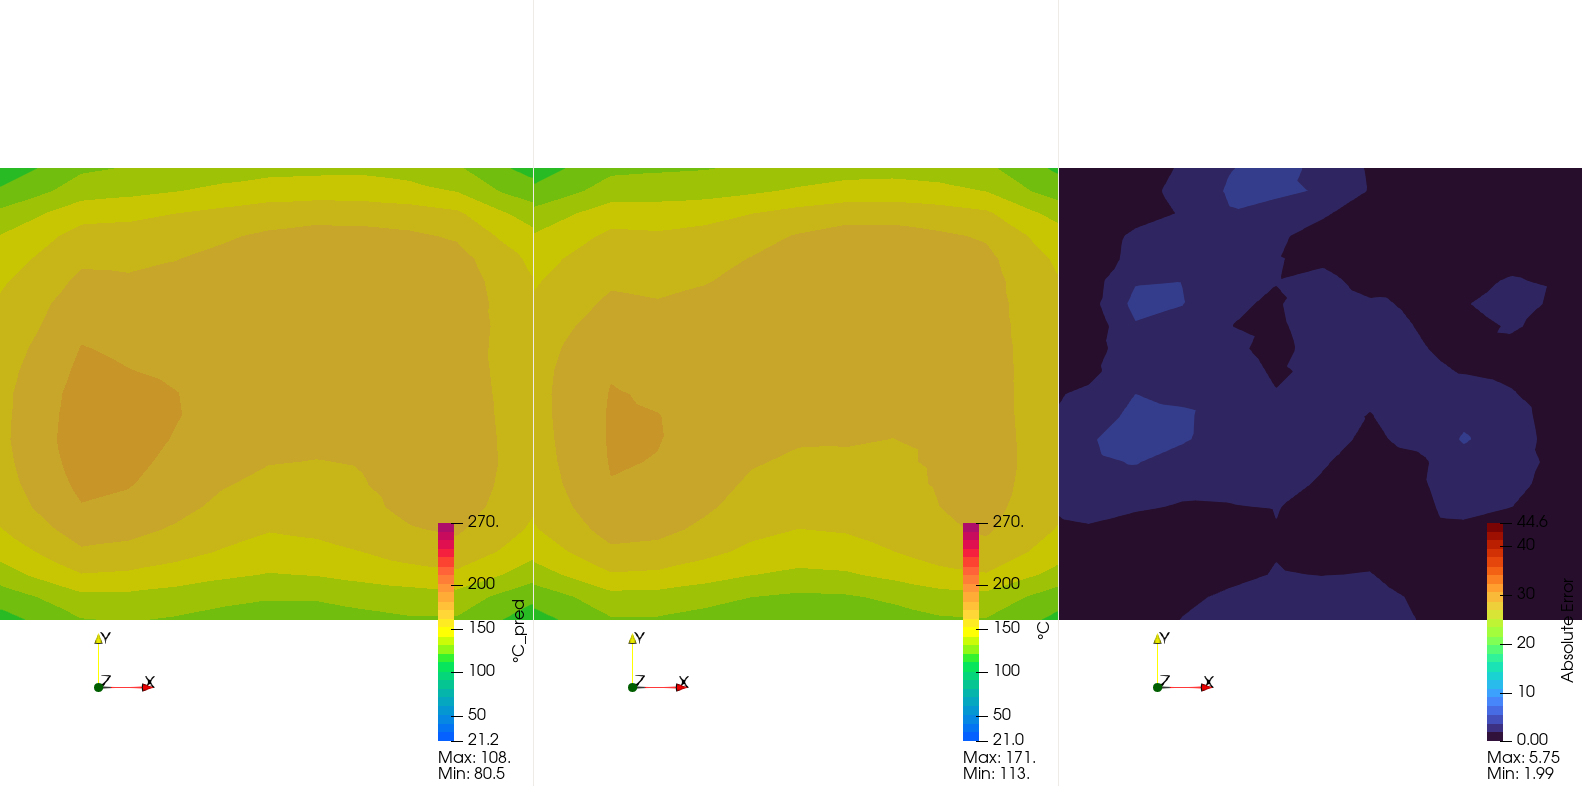 270.
200
150
100
50
21.2
°C_pred
Max: 108.
Min: 80.5
Y
Z
X
270.
200
150
100
50
21.0
°C
Max: 171.
Min: 113.
Y
Z
X
44.6
40
30
20
10
0.00
Absolute Error
Max: 5.75
Min: 1.99
Y
Z
X